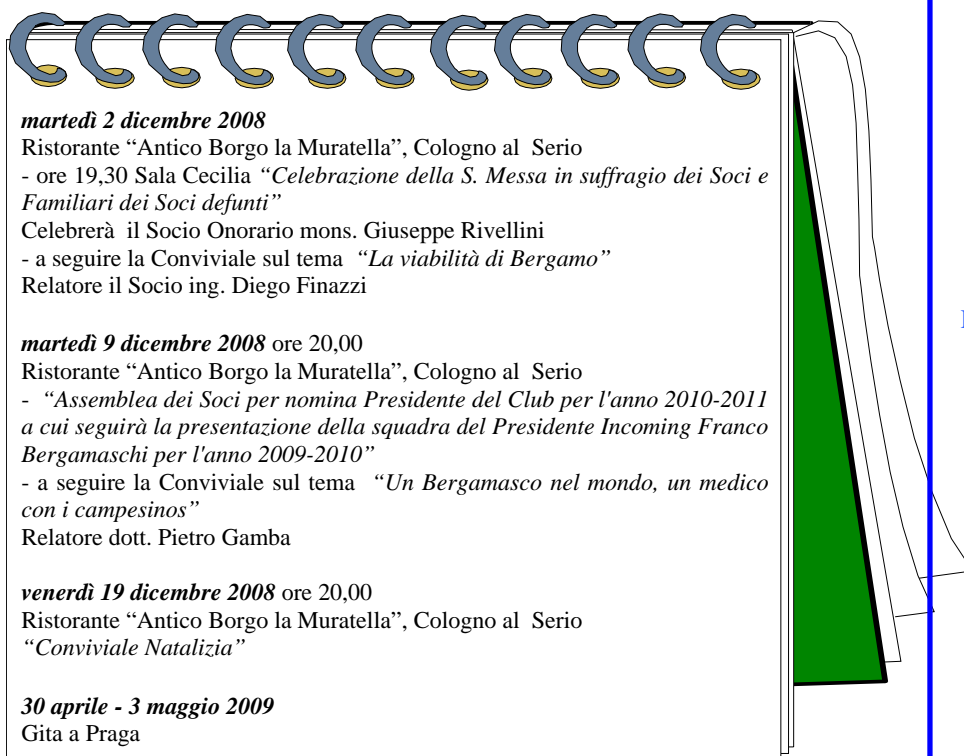 martedì 2 dicembre 2008
Ristorante “Antico Borgo la Muratella”, Cologno al Serio
- ore 19,30 Sala Cecilia “Celebrazione della S. Messa in suffragio dei Soci e
Familiari dei Soci defunti”
Celebrerà il Socio Onorario mons. Giuseppe Rivellini
- a seguire la Conviviale sul tema “La viabilità di Bergamo”
Relatore il Socio ing. Diego Finazzi
martedì 9 dicembre 2008 ore 20,00
Ristorante “Antico Borgo la Muratella”, Cologno al Serio
- “Assemblea dei Soci per nomina Presidente del Club per l'anno 2010-2011
a cui seguirà la presentazione della squadra del Presidente Incoming Franco
Bergamaschi per l'anno 2009-2010”
- a seguire la Conviviale sul tema “Un Bergamasco nel mondo, un medico
con i campesinos”
Relatore dott. Pietro Gamba
venerdì 19 dicembre 2008 ore 20,00
Ristorante “Antico Borgo la Muratella”, Cologno al Serio
“Conviviale Natalizia”
30 aprile - 3 maggio 2009
Gita a Praga